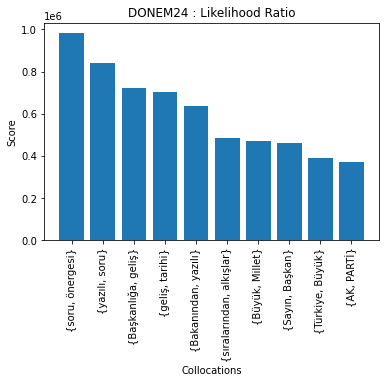 DONEM24 : Likelihood Ratio
1e6
Score
1.0
0.8
0.6
0.4
0.2
0.0
{soru, önergesi}
{yazılı, soru}
{Başkanlığa, geliş}
{geliş, tarihi}
{Bakanından, yazılı}
{sıralarından, alkışlar}
{Büyük, Millet}
{Sayın, Başkan}
{Türkiye, Büyük}
{AK, PARTİ}
Collocations